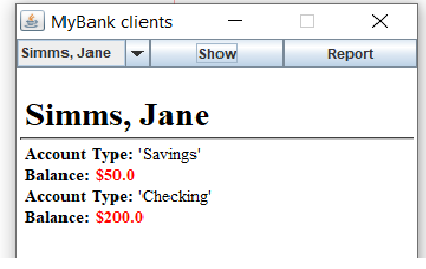 MyBank clients
Simms, Jane Show Report
Simms, Jane
Account Type: 'Savings'
Balance: $50.0
Account Type: 'Checking'
Balance: $200.0